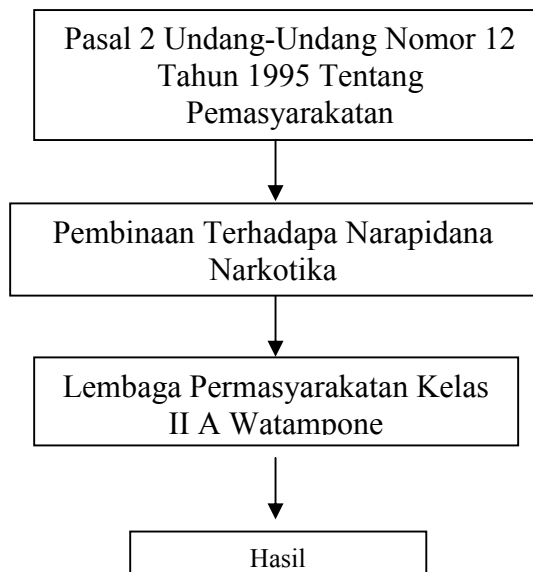 Pasal 2 Undang-Undang Nomor 12
Tahun 1995 Tentang
Pemasyarakatan
Pembinaan Terhadapa Narapidana
Narkotika
Lembaga Permasyarakatan Kelas
II A Watampone
Hasil